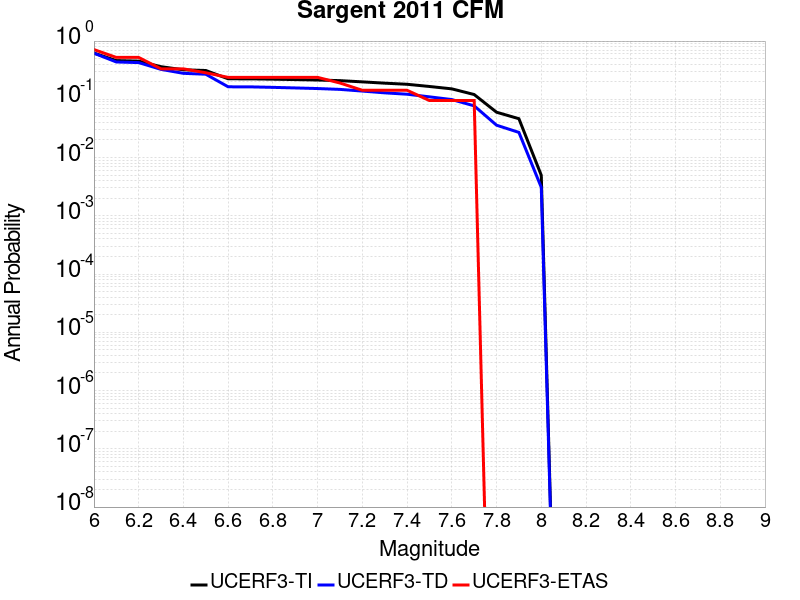 Sargent 2011 CFM
Annual Probability
10^0
10^-1
10^-2
10^-3
10^-4
10^-5
10^-6
10^-7
10^-8
6 6.2 6.4 6.6 6.8 7 7.2 7.4 7.6 7.8 8 8.2 8.4 8.6 8.8 9
Magnitude
UCERF3-TI UCERF3-TD UCERF3-ETAS